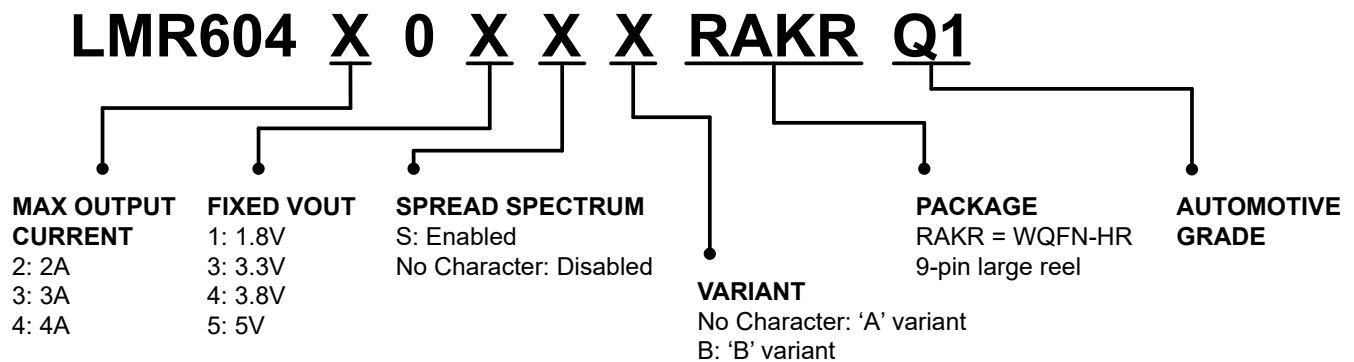 LMR604 X 0 X X X RAKR Q1
MAX OUTPUT
CURRENT
2: 2A
3: 3A
4: 4A
FIXED VOUT
1: 1.8V
3: 3.3V
4: 3.8V
5: 5V
SPREAD SPECTRUM
S: Enabled
No Character: Disabled
VARIANT
No Character: ‘A’ variant
B: ‘B’ variant
PACKAGE
RAKR = WQFN-HR
9-pin large reel
AUTOMOTIVE
GRADE